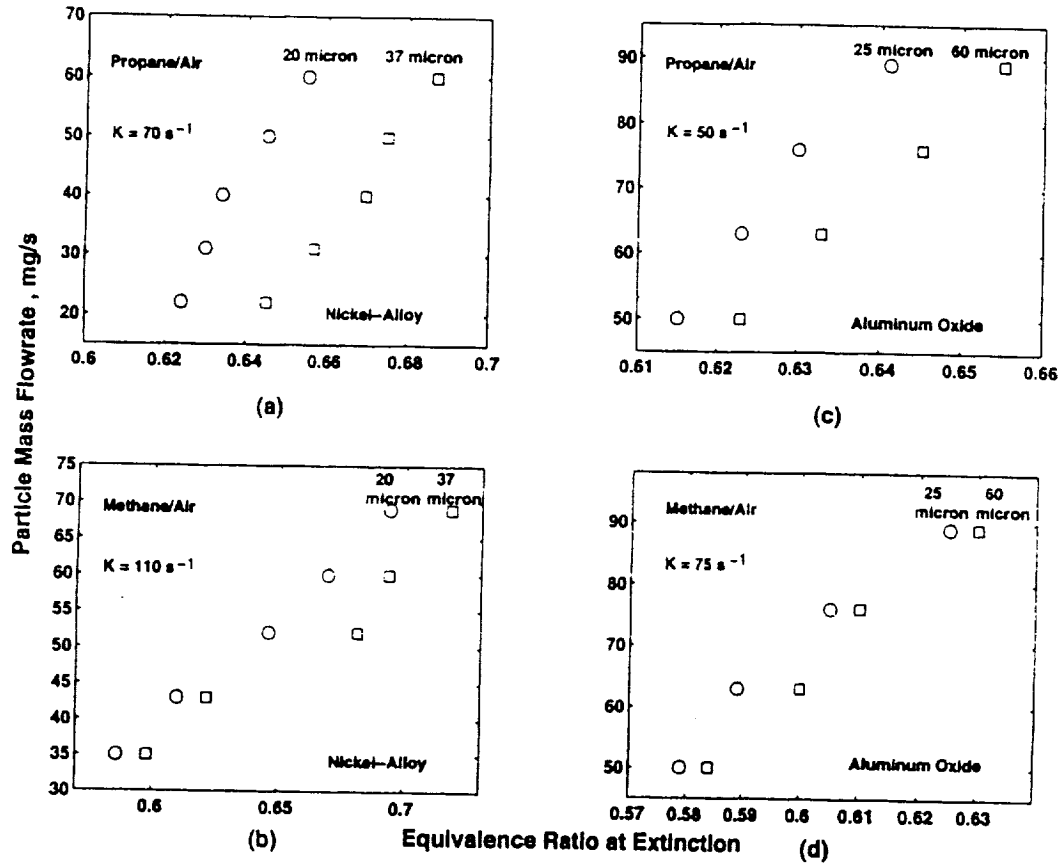 70
60
50
40
30
20
Propane/Air
20 micron
37 micron
K = 70 s⁻¹
Nickel–Alloy
0.6
0.62
0.64
0.66
0.68
0.7
(a)
90
80
70
60
50
Propane/Air
25 micron
60 micron
K = 50 s⁻¹
Aluminum Oxide
0.61
0.62
0.63
0.64
0.65
0.66
(c)
Particle Mass Flowrate , mg/s
75
70
65
60
55
50
45
40
35
30
Methane/Air
20
micron
37
micron
K = 110 s⁻¹
Nickel–Alloy
0.6
0.65
0.7
(b)
90
80
70
60
50
Methane/Air
25
micron
60
micron
K = 75 s⁻¹
Aluminum Oxide
0.57
0.58
0.59
0.6
0.61
0.62
0.63
(d)
Equivalence Ratio at Extinction